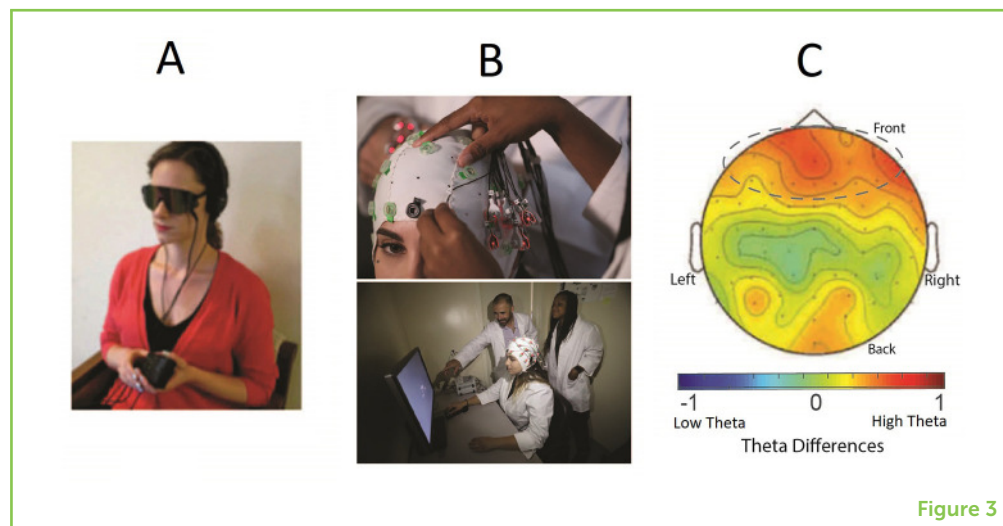 A
B
C
Front
Left
Right
Back
-1
0
1
Low Theta
High Theta
Theta Differences
Figure 3